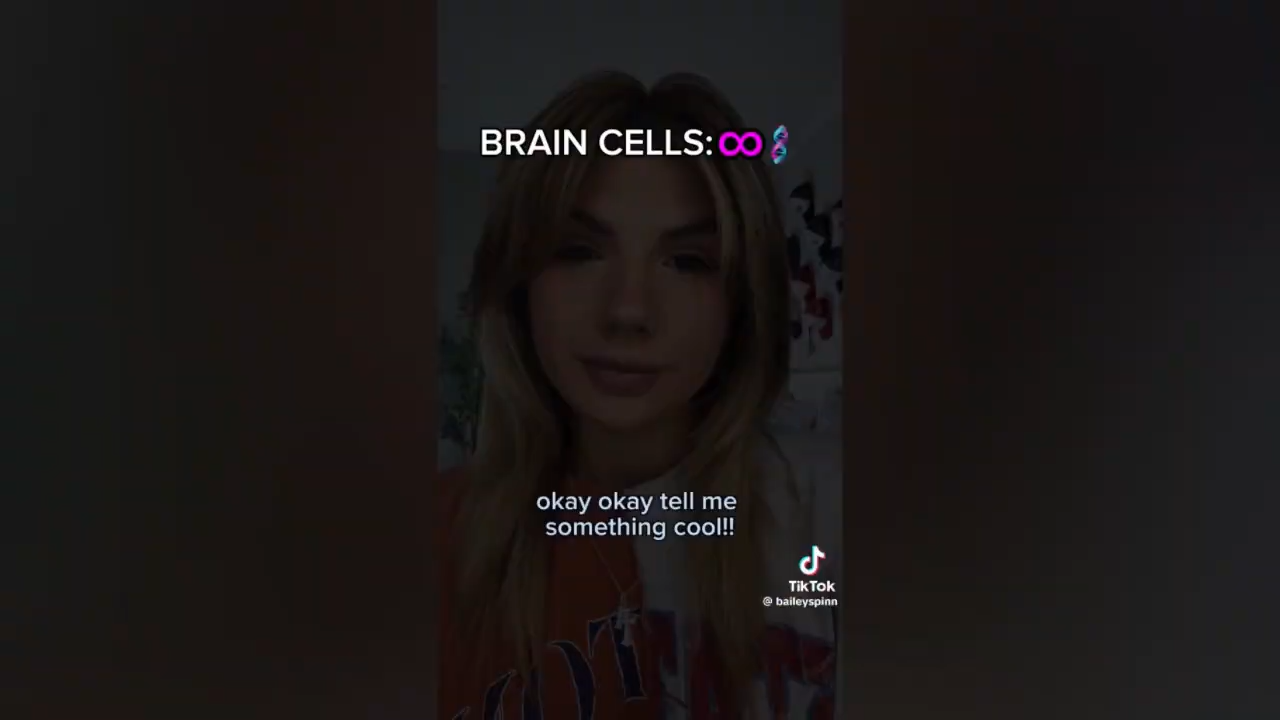 BRAIN CELLS:∞🧬
okay okay tell me
something cool!!
TikTok
@ baileyspinn